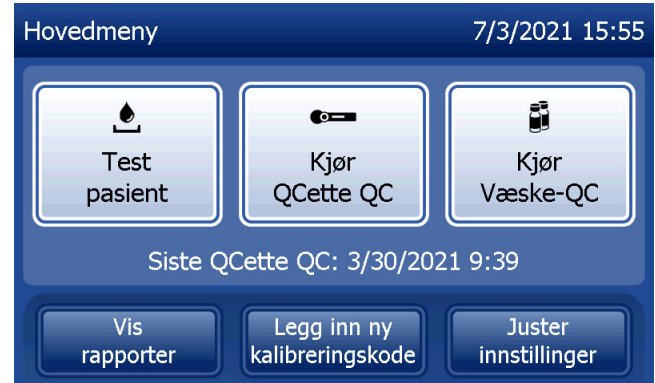 Hovedmeny 7/3/2021 15:55
Test
pasient
Kjør
QCette QC
Kjør
Væske-QC
Siste QCette QC: 3/30/2021 9:39
Vis
rapporter
Legg inn ny
kalibreringskode
Juster
innstillinger